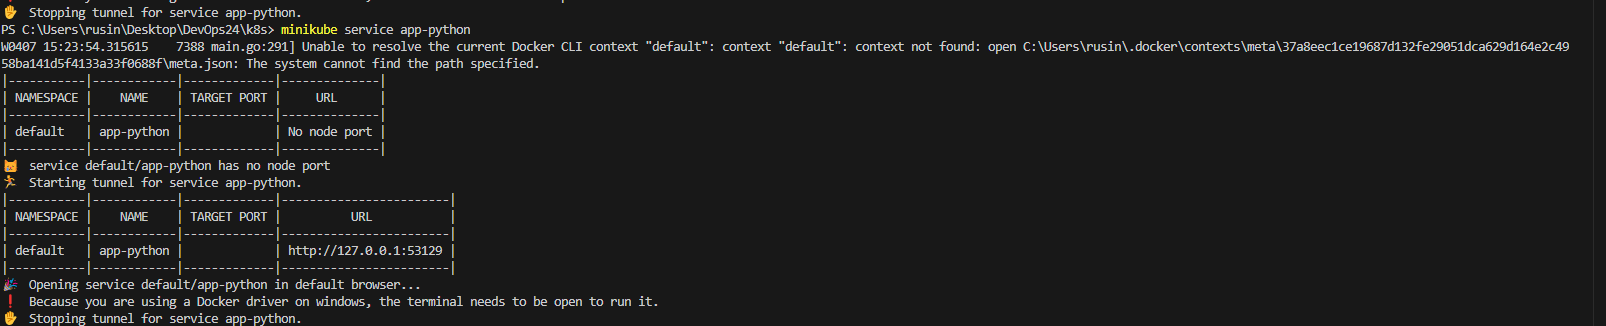 ✋ Stopping tunnel for service app-python.
PS C:\Users\rusin\Desktop\DevOps24\k8s> minikube service app-python
W0407 15:23:54.315615    7388 main.go:291] Unable to resolve the current Docker CLI context "default": context "default": context not found: open C:\Users\rusin\.docker\contexts\meta\37a8eec1ce19687d132fe29051dca629d164e2c49
58ba141d5f4133a33f0688f\meta.json: The system cannot find the path specified.
|-----------|------------|-------------|--------------|
| NAMESPACE |    NAME    | TARGET PORT |     URL      |
|-----------|------------|-------------|--------------|
| default   | app-python |             | No node port |
|-----------|------------|-------------|--------------|
😿 service default/app-python has no node port
🏃 Starting tunnel for service app-python.
|-----------|------------|-------------|------------------------|
| NAMESPACE |    NAME    | TARGET PORT |          URL           |
|-----------|------------|-------------|------------------------|
| default   | app-python |             | http://127.0.0.1:53129 |
|-----------|------------|-------------|------------------------|
🎉 Opening service default/app-python in default browser...
❗ Because you are using a Docker driver on windows, the terminal needs to be open to run it.
✋ Stopping tunnel for service app-python.